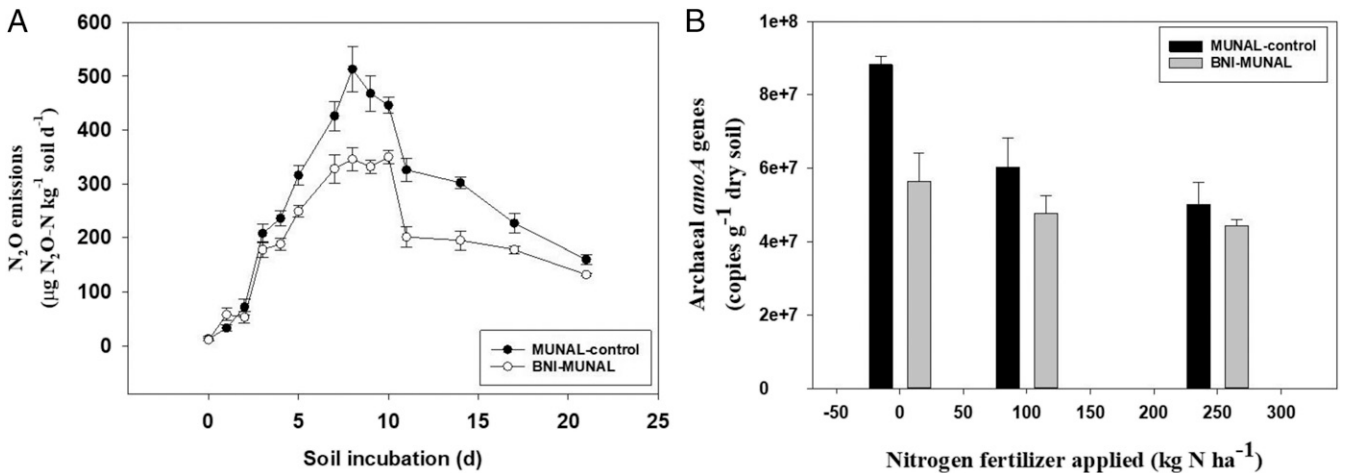 A
N₂O emissions
(µg N₂O-N kg⁻¹ soil d⁻¹)
600
500
400
300
200
100
0
MUNAL-control
BNI-MUNAL
0 5 10 15 20 25
Soil incubation (d)
B
Archaeal amoA genes
(copies g⁻¹ dry soil)
1e+8
8e+7
6e+7
4e+7
2e+7
0
MUNAL-control
BNI-MUNAL
-50 0 50 100 150 200 250 300
Nitrogen fertilizer applied (kg N ha⁻¹)